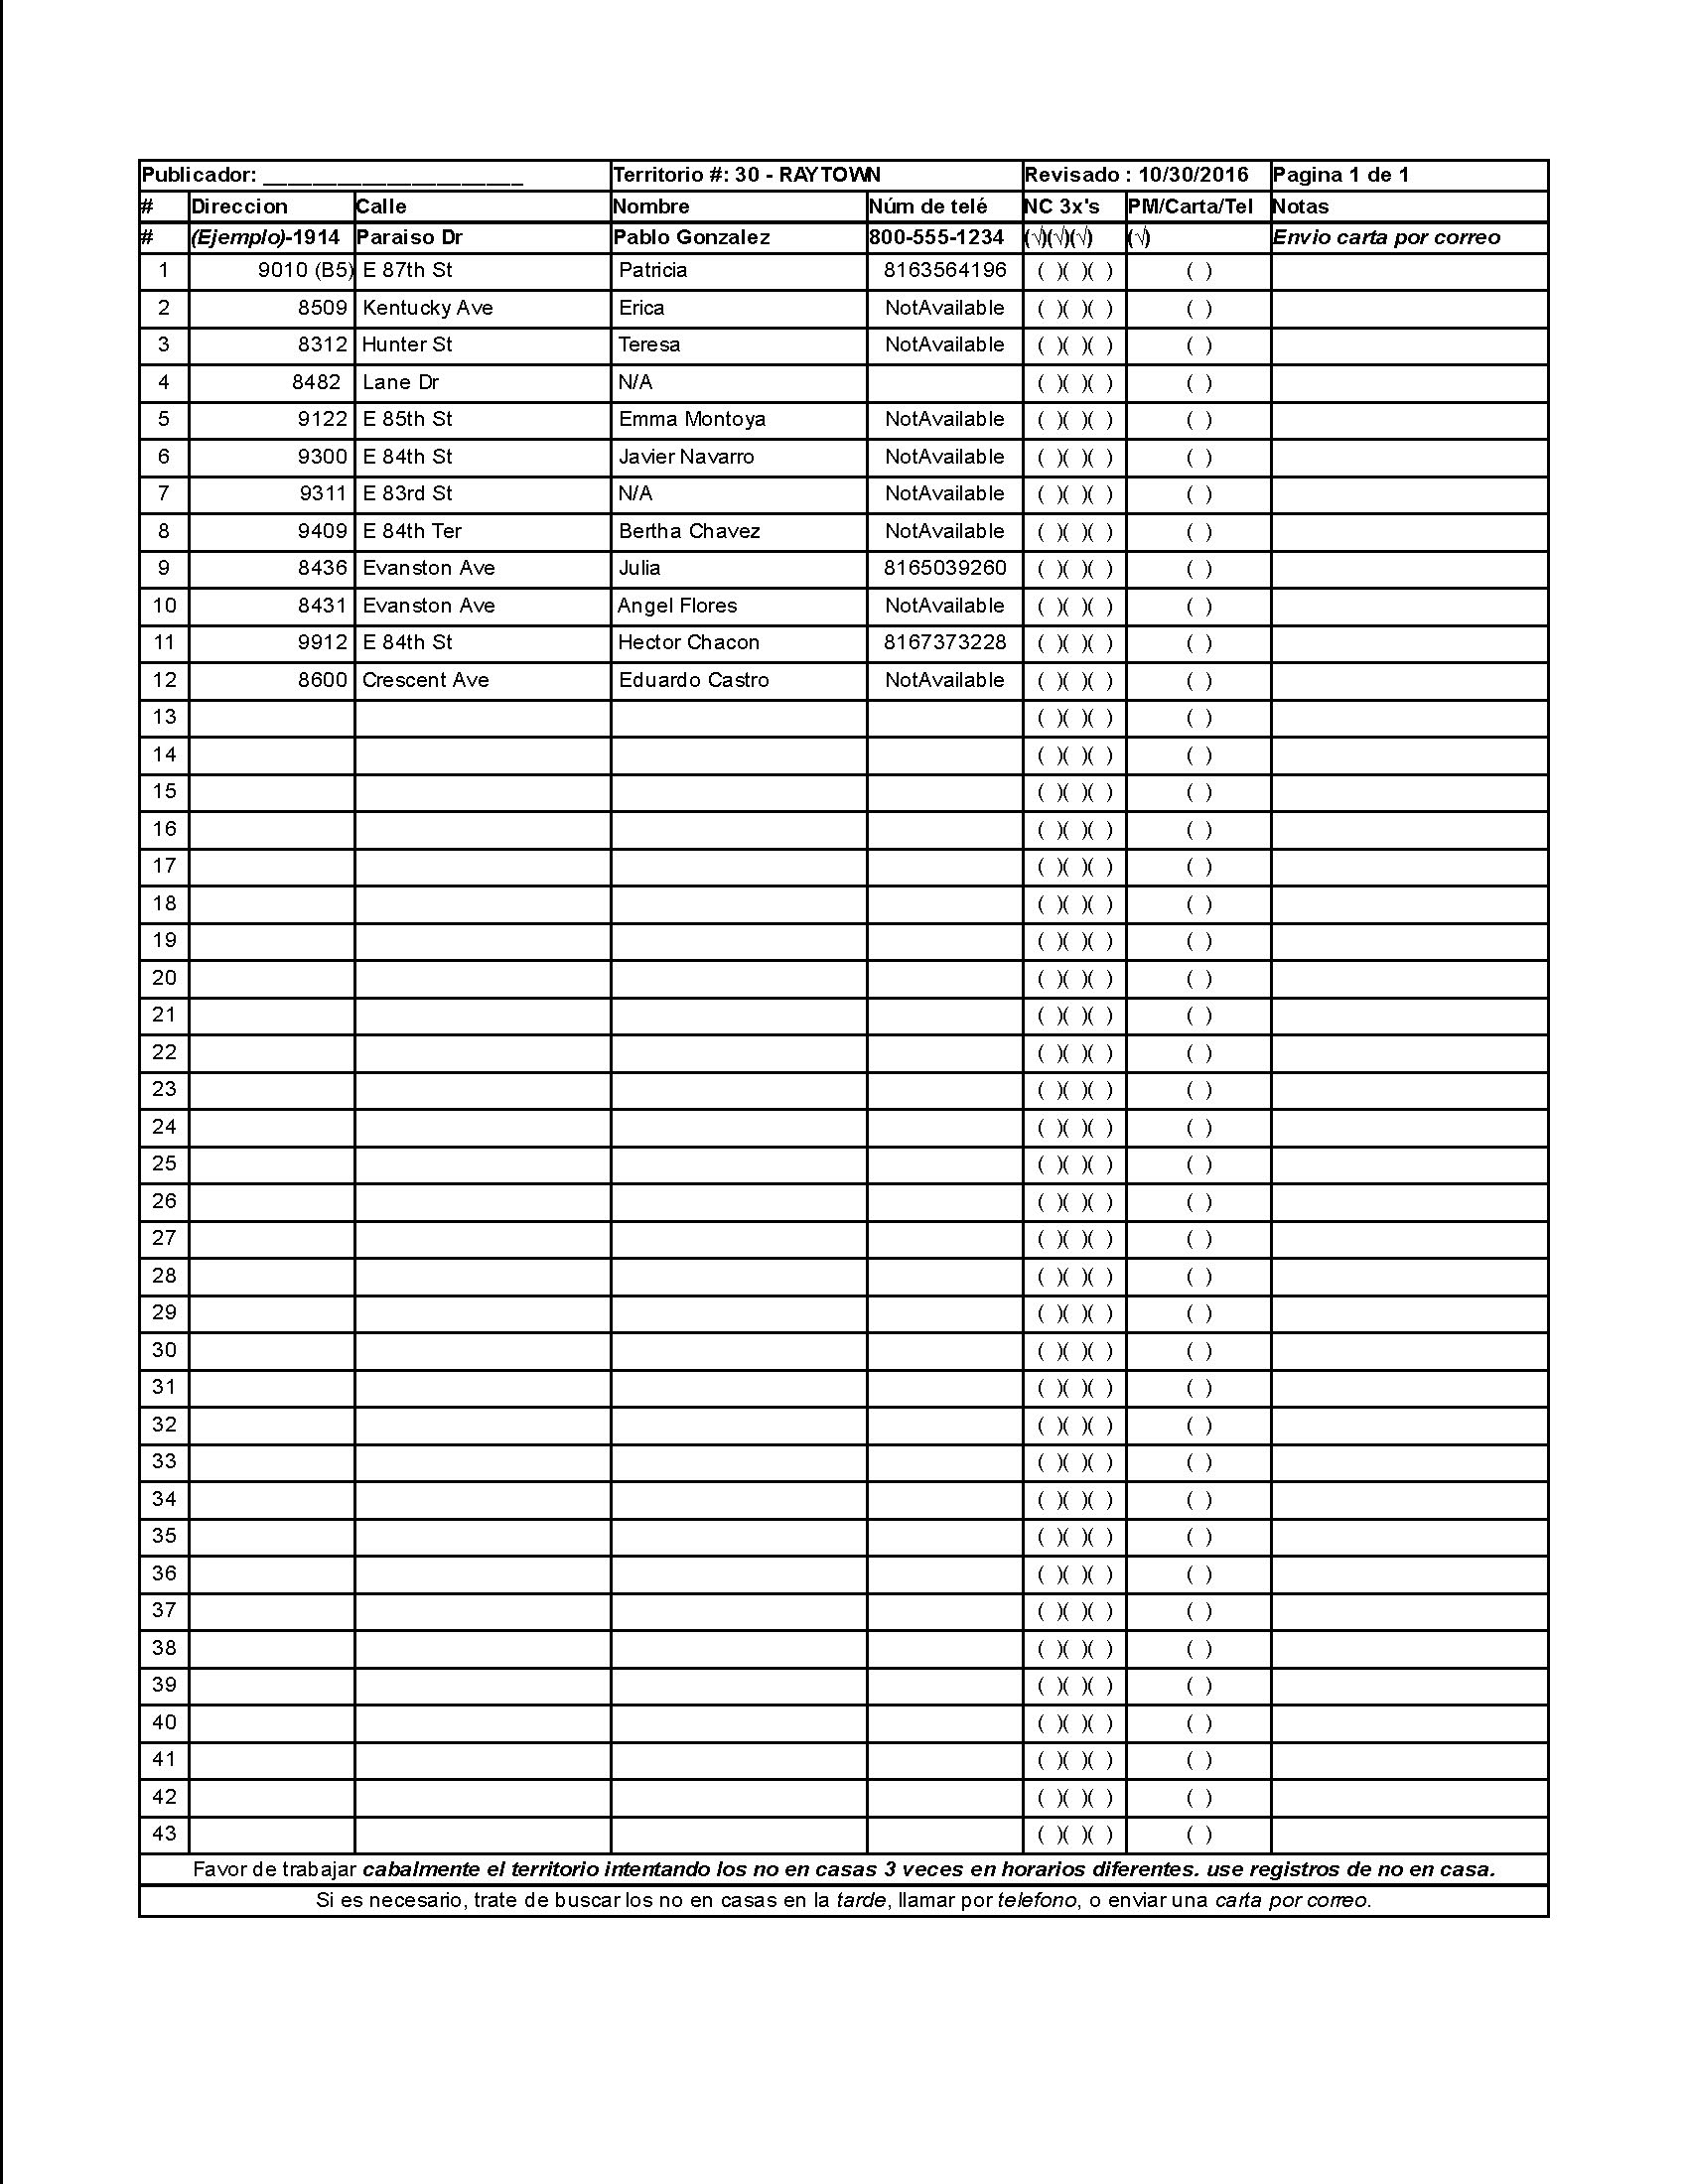 Publicador: ______________________ Territorio #: 30 - RAYTOWN Revisado : 10/30/2016 Pagina 1 de 1
# Direccion Calle Nombre Núm de telé NC 3x's PM/Carta/Tel Notas
# (Ejemplo)-1914 Paraiso Dr Pablo Gonzalez 800-555-1234 (√)(√)(√) (√) Envio carta por correo
1 9010 (B5) E 87th St Patricia 8163564196 ( )( )( ) ( )
2 8509 Kentucky Ave Erica NotAvailable ( )( )( ) ( )
3 8312 Hunter St Teresa NotAvailable ( )( )( ) ( )
4 8482 Lane Dr N/A ( )( )( ) ( )
5 9122 E 85th St Emma Montoya NotAvailable ( )( )( ) ( )
6 9300 E 84th St Javier Navarro NotAvailable ( )( )( ) ( )
7 9311 E 83rd St N/A NotAvailable ( )( )( ) ( )
8 9409 E 84th Ter Bertha Chavez NotAvailable ( )( )( ) ( )
9 8436 Evanston Ave Julia 8165039260 ( )( )( ) ( )
10 8431 Evanston Ave Angel Flores NotAvailable ( )( )( ) ( )
11 9912 E 84th St Hector Chacon 8167373228 ( )( )( ) ( )
12 8600 Crescent Ave Eduardo Castro NotAvailable ( )( )( ) ( )
13 ( )( )( ) ( )
14 ( )( )( ) ( )
15 ( )( )( ) ( )
16 ( )( )( ) ( )
17 ( )( )( ) ( )
18 ( )( )( ) ( )
19 ( )( )( ) ( )
20 ( )( )( ) ( )
21 ( )( )( ) ( )
22 ( )( )( ) ( )
23 ( )( )( ) ( )
24 ( )( )( ) ( )
25 ( )( )( ) ( )
26 ( )( )( ) ( )
27 ( )( )( ) ( )
28 ( )( )( ) ( )
29 ( )( )( ) ( )
30 ( )( )( ) ( )
31 ( )( )( ) ( )
32 ( )( )( ) ( )
33 ( )( )( ) ( )
34 ( )( )( ) ( )
35 ( )( )( ) ( )
36 ( )( )( ) ( )
37 ( )( )( ) ( )
38 ( )( )( ) ( )
39 ( )( )( ) ( )
40 ( )( )( ) ( )
41 ( )( )( ) ( )
42 ( )( )( ) ( )
43 ( )( )( ) ( )
Favor de trabajar cabalmente el territorio intentando los no en casas 3 veces en horarios diferentes. use registros de no en casa.
Si es necesario, trate de buscar los no en casas en la tarde, llamar por telefono, o enviar una carta por correo.